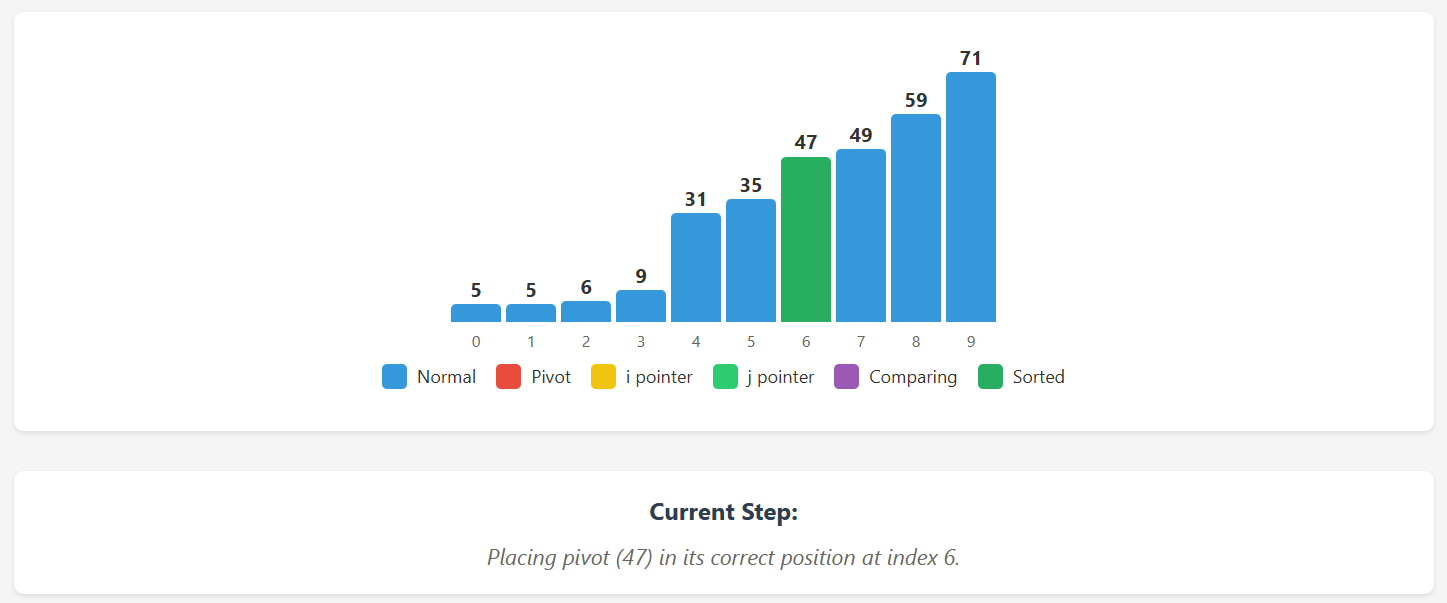 71
59
49
47
35
31
9
6
5 5
0 1 2 3 4 5 6 7 8 9
Normal Pivot i pointer j pointer Comparing Sorted
Current Step:
Placing pivot (47) in its correct position at index 6.